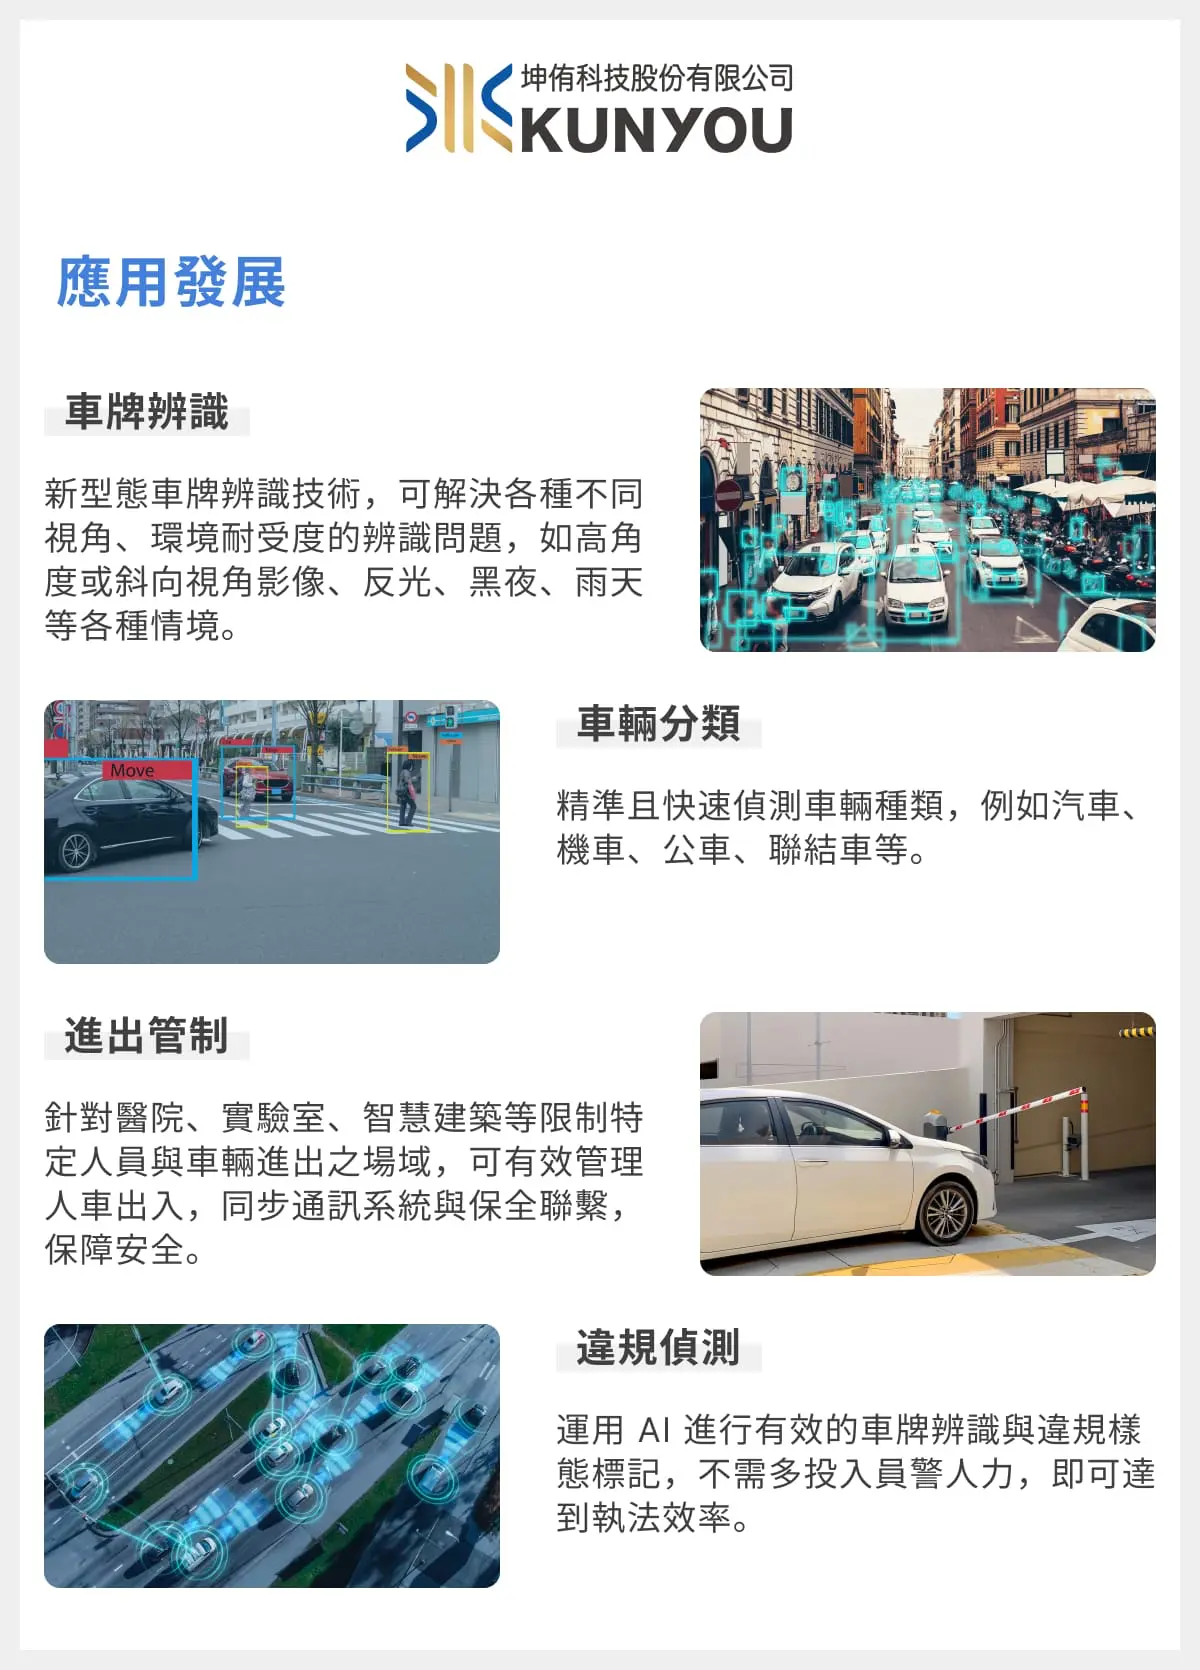 坤侑科技股份有限公司
KUNYOU
應用發展
車牌辨識
新型態車牌辨識技術，可解決各種不同
視角、環境耐受度的辨識問題，如高角
度或斜向視角影像、反光、黑夜、雨天
等各種情境。
Move
車輛分類
精準且快速偵測車輛種類，例如汽車、
機車、公車、聯結車等。
進出管制
針對醫院、實驗室、智慧建築等限制特
定人員與車輛進出之場域，可有效管理
人車出入，同步通訊系統與保全聯繫，
保障安全。
違規偵測
運用 AI 進行有效的車牌辨識與違規樣
態標記，不需多投入員警人力，即可達
到執法效率。